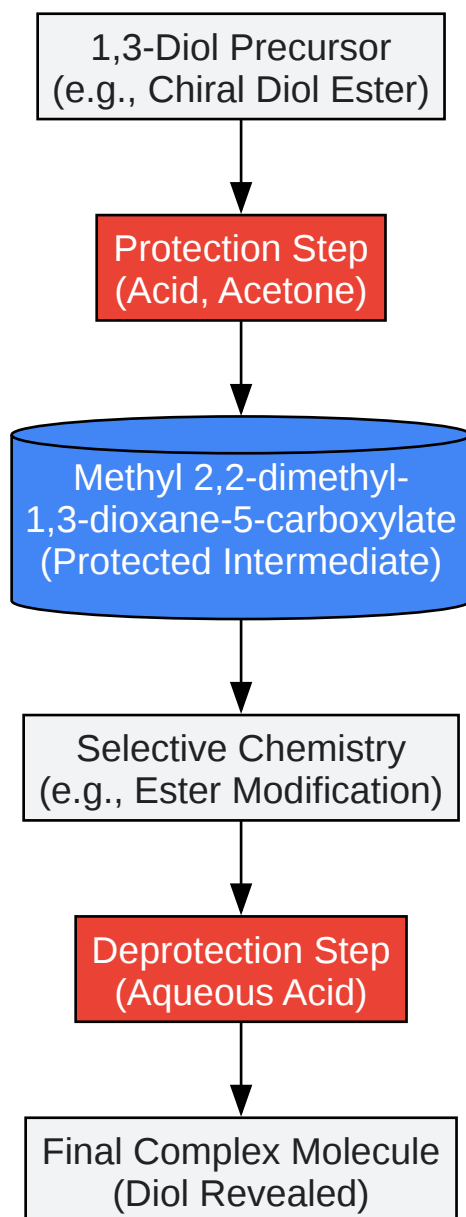 1,3-Diol Precursor
(e.g., Chiral Diol Ester)
Protection Step
(Acid, Acetone)
Methyl 2,2-dimethyl-
1,3-dioxane-5-carboxylate
(Protected Intermediate)
Selective Chemistry
(e.g., Ester Modification)
Deprotection Step
(Aqueous Acid)
Final Complex Molecule
(Diol Revealed)